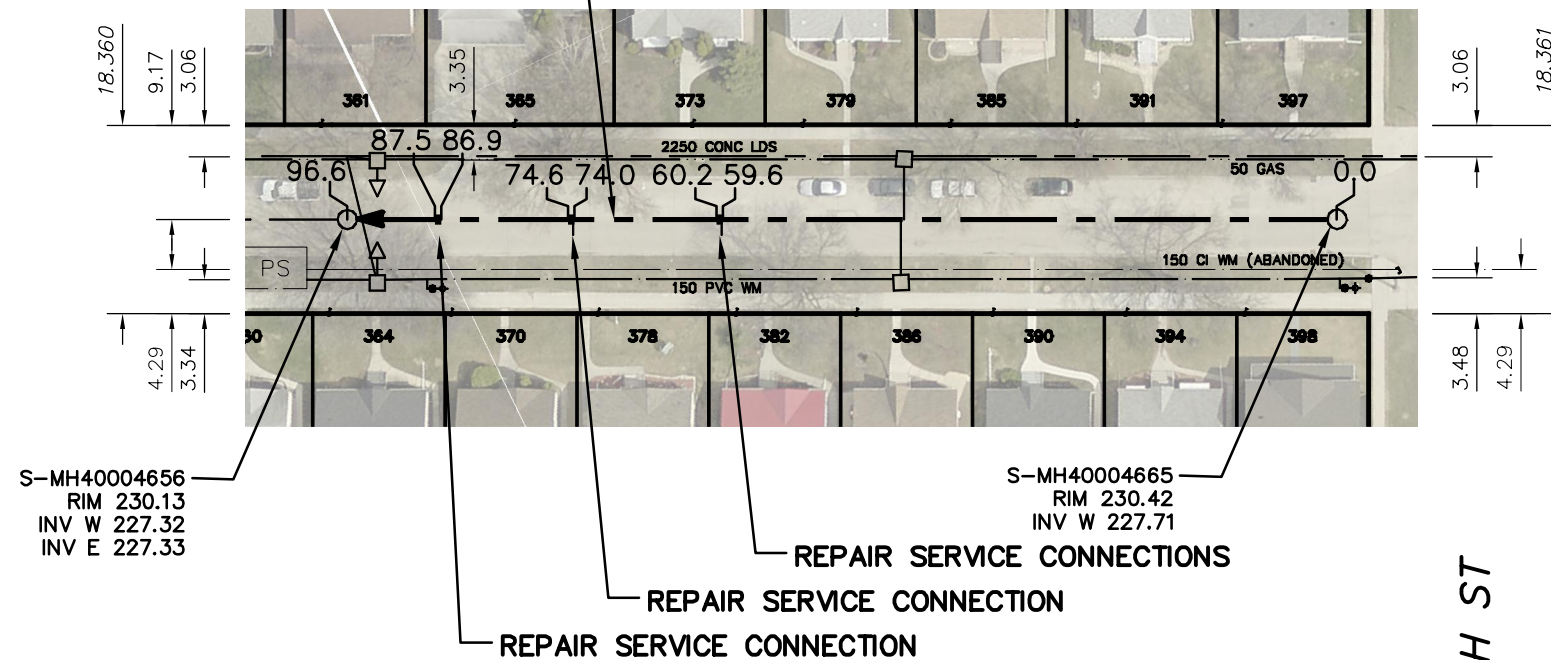 18.360
9.17
3.06
3.35
3.06
18.361
361
365
373
379
385
391
397
87.5 86.9
2250 CONC LDS
96.6
74.6 74.0 60.2 59.6
50 GAS
0.0
PS
150 CI WM (ABANDONED)
150 PVC WM
364
370
378
382
386
390
394
398
4.29
3.34
3.48
4.29
S-MH40004656
RIM 230.13
INV W 227.32
INV E 227.33
S-MH40004665
RIM 230.42
INV W 227.71
REPAIR SERVICE CONNECTIONS
REPAIR SERVICE CONNECTION
REPAIR SERVICE CONNECTION
H ST